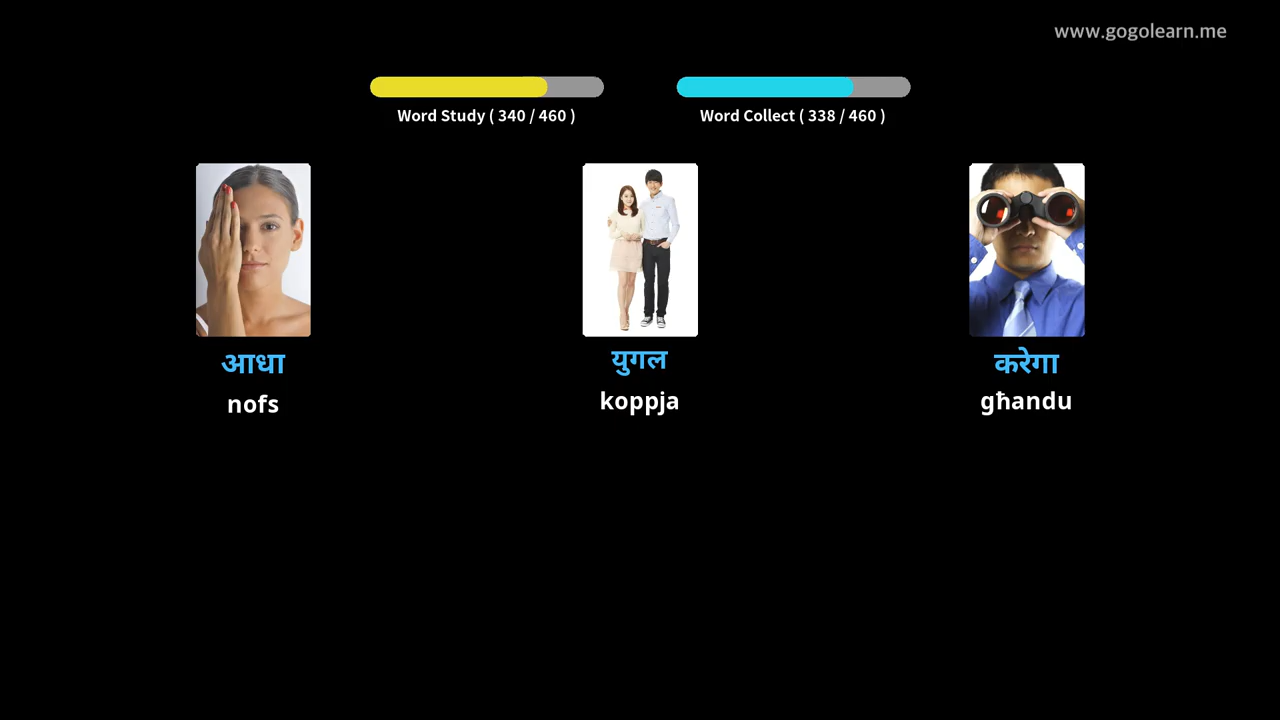 www.gogolearn.me
Word Study ( 340 / 460 )
Word Collect ( 338 / 460 )
आधा
युगल
करेगा
nofs
koppja
għandu